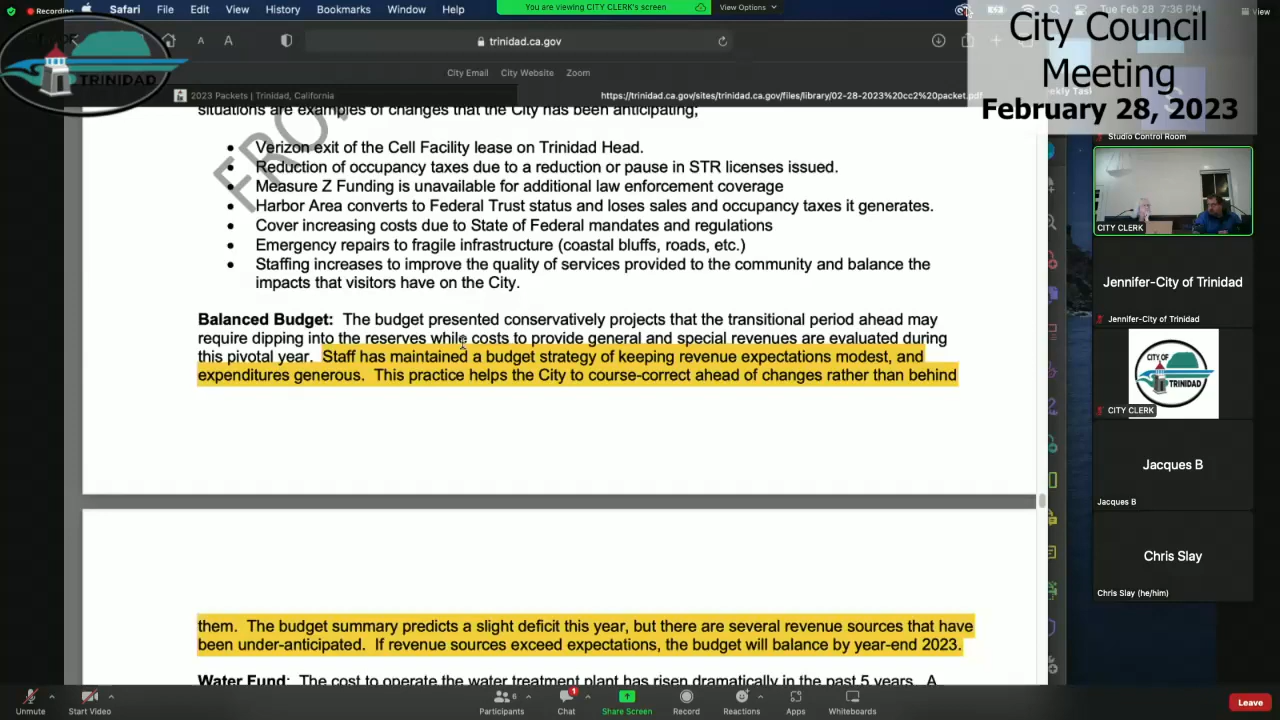 Recording
Safari File Edit View History Bookmarks Window Help
You are viewing CITY CLERK's screen
View Options
Tue Feb 28 7:36 PM
View
CITY OF
TRINIDAD
A A
trinidad.ca.gov
City Email City Website Zoom
2023 Packets | Trinidad, California
https://trinidad.ca.gov/sites/trinidad.ca.gov/files/library/02-28-2023%20cc2%20packet.pdf
City Council
Meeting
February 28, 2023
Studio Control Room
situations are examples of changes that the City has been anticipating;
• Verizon exit of the Cell Facility lease on Trinidad Head.
• Reduction of occupancy taxes due to a reduction or pause in STR licenses issued.
• Measure Z Funding is unavailable for additional law enforcement coverage
• Harbor Area converts to Federal Trust status and loses sales and occupancy taxes it generates.
• Cover increasing costs due to State of Federal mandates and regulations
• Emergency repairs to fragile infrastructure (coastal bluffs, roads, etc.)
• Staffing increases to improve the quality of services provided to the community and balance the
impacts that visitors have on the City.
Balanced Budget: The budget presented conservatively projects that the transitional period ahead may
require dipping into the reserves while costs to provide general and special revenues are evaluated during
this pivotal year. Staff has maintained a budget strategy of keeping revenue expectations modest, and
expenditures generous. This practice helps the City to course-correct ahead of changes rather than behind
them. The budget summary predicts a slight deficit this year, but there are several revenue sources that have
been under-anticipated. If revenue sources exceed expectations, the budget will balance by year-end 2023.
Water Fund: The cost to operate the water treatment plant has risen dramatically in the past 5 years. A
CITY CLERK
Jennifer-City of Trinidad
Jennifer-City of Trinidad
CITY OF
TRINIDAD
CITY CLERK
Jacques B
Jacques B
Chris Slay
Chris Slay (he/him)
Unmute
Start Video
Participants 6
Chat 1
Share Screen
Record
Reactions
Apps
Whiteboards
Leave